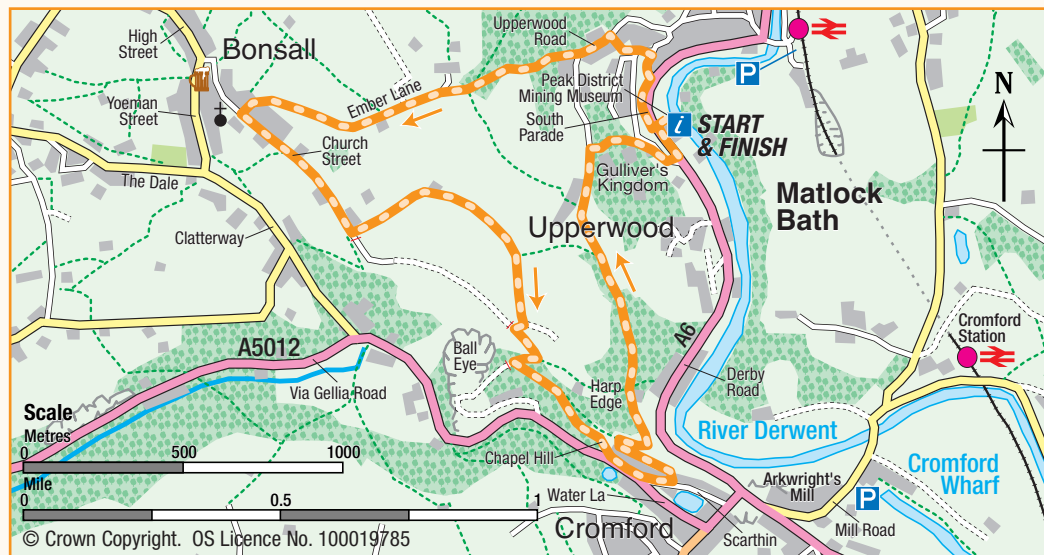 High
Street
Bonsall
Upperwood
Road
P
N
Yoeman
Street
Ember Lane
Peak District
Mining Museum
South
Parade
i
START
& FINISH
Church
Street
The Dale
Gulliver's
Kingdom
Matlock
Bath
Clatterway
Upperwood
A5012
Ball
Eye
A6
Cromford
Station
Via Gellia Road
Harp
Edge
Derby
Road
Scale
Metres
0
500
1000
Mile
0
0.5
1
River Derwent
Chapel Hill
Arkwright's
Mill
Cromford
Wharf
P
Water La
Cromford
Scarthin
Mill Road
© Crown Copyright. OS Licence No. 100019785